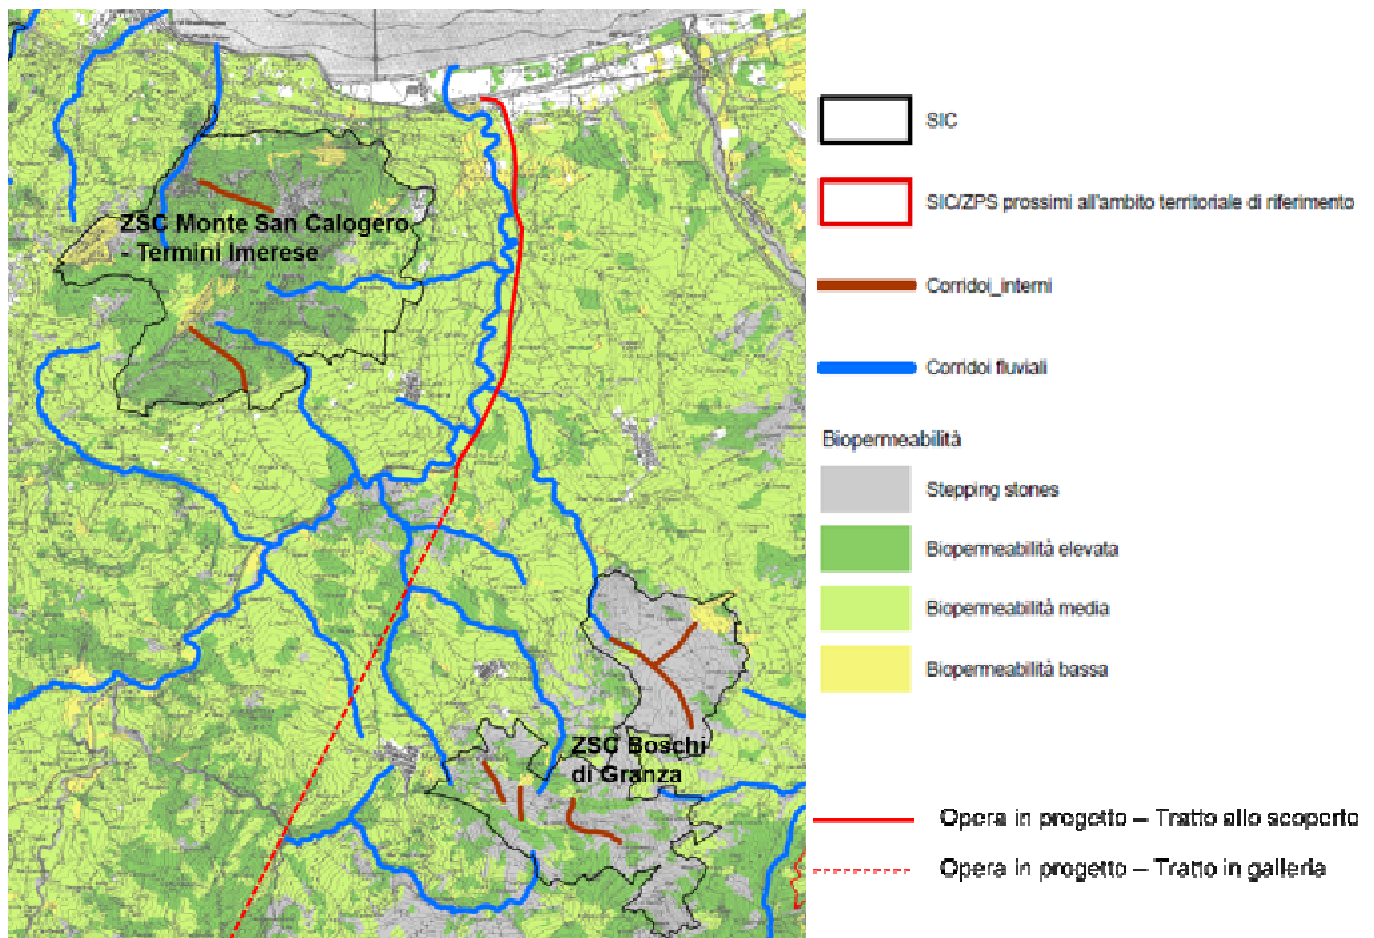 ZSC Monte San Calogero
- Termini Imerese
ZSC Boschi
di Granza
SIC
SIC/ZPS prossimi all'ambito territoriale di riferimento
Corridoi_interni
Corridoi fluviali
Biopermeabilità
Stepping stones
Biopermeabilità elevata
Biopermeabilità media
Biopermeabilità bassa
Opera in progetto – Tratto allo scoperto
Opera in progetto – Tratto in galleria